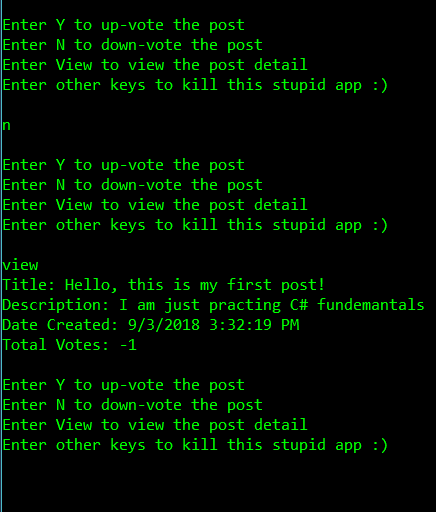 Enter Y to up-vote the post
Enter N to down-vote the post
Enter View to view the post detail
Enter other keys to kill this stupid app :)
n
Enter Y to up-vote the post
Enter N to down-vote the post
Enter View to view the post detail
Enter other keys to kill this stupid app :)
view
Title: Hello, this is my first post!
Description: I am just practing C# fundemantals
Date Created: 9/3/2018 3:32:19 PM
Total Votes: -1
Enter Y to up-vote the post
Enter N to down-vote the post
Enter View to view the post detail
Enter other keys to kill this stupid app :)